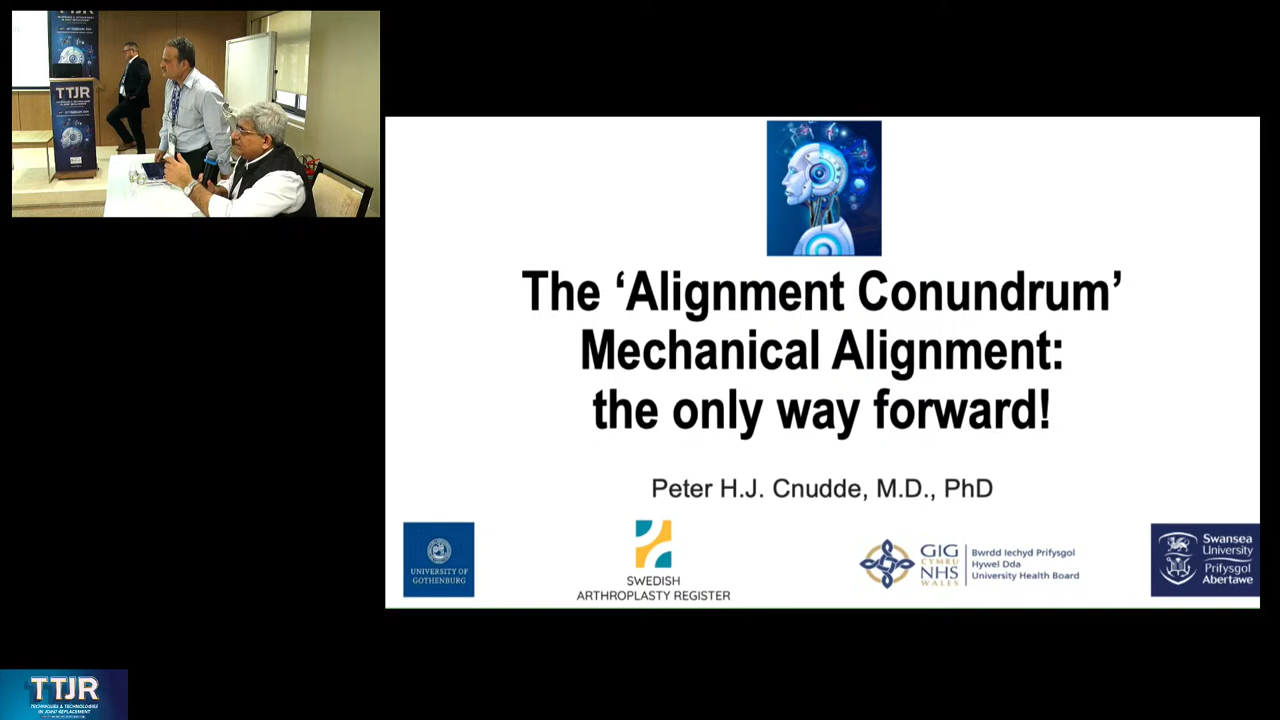 TTJR
The ‘Alignment Conundrum’
Mechanical Alignment:
the only way forward!
Peter H.J. Cnudde, M.D., PhD
UNIVERSITY OF
GOTHENBURG
SWEDISH
ARTHROPLASTY REGISTER
GIG
CYMRU
NHS
WALES
Bwrdd Iechyd Prifysgol
Hywel Dda
University Health Board
Swansea
University
Prifysgol
Abertawe
TTJR
TECHNIQUES & TECHNOLOGIES
IN JOINT REPLACEMENT